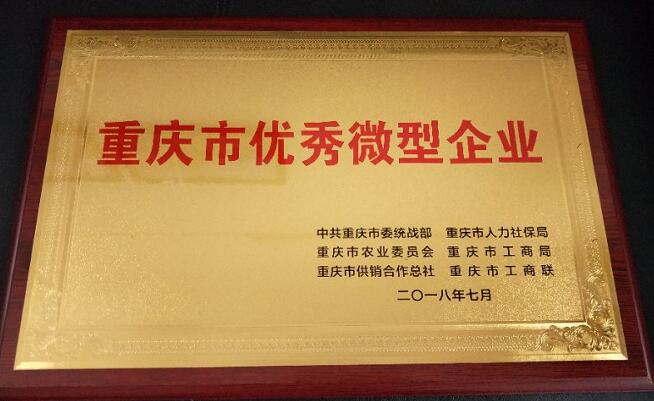 重庆市优秀微型企业
中共重庆市委统战部 重庆市人力社保局
重庆市农业委员会 重庆市工商局
重庆市供销合作总社 重庆市工商联
二〇一八年七月